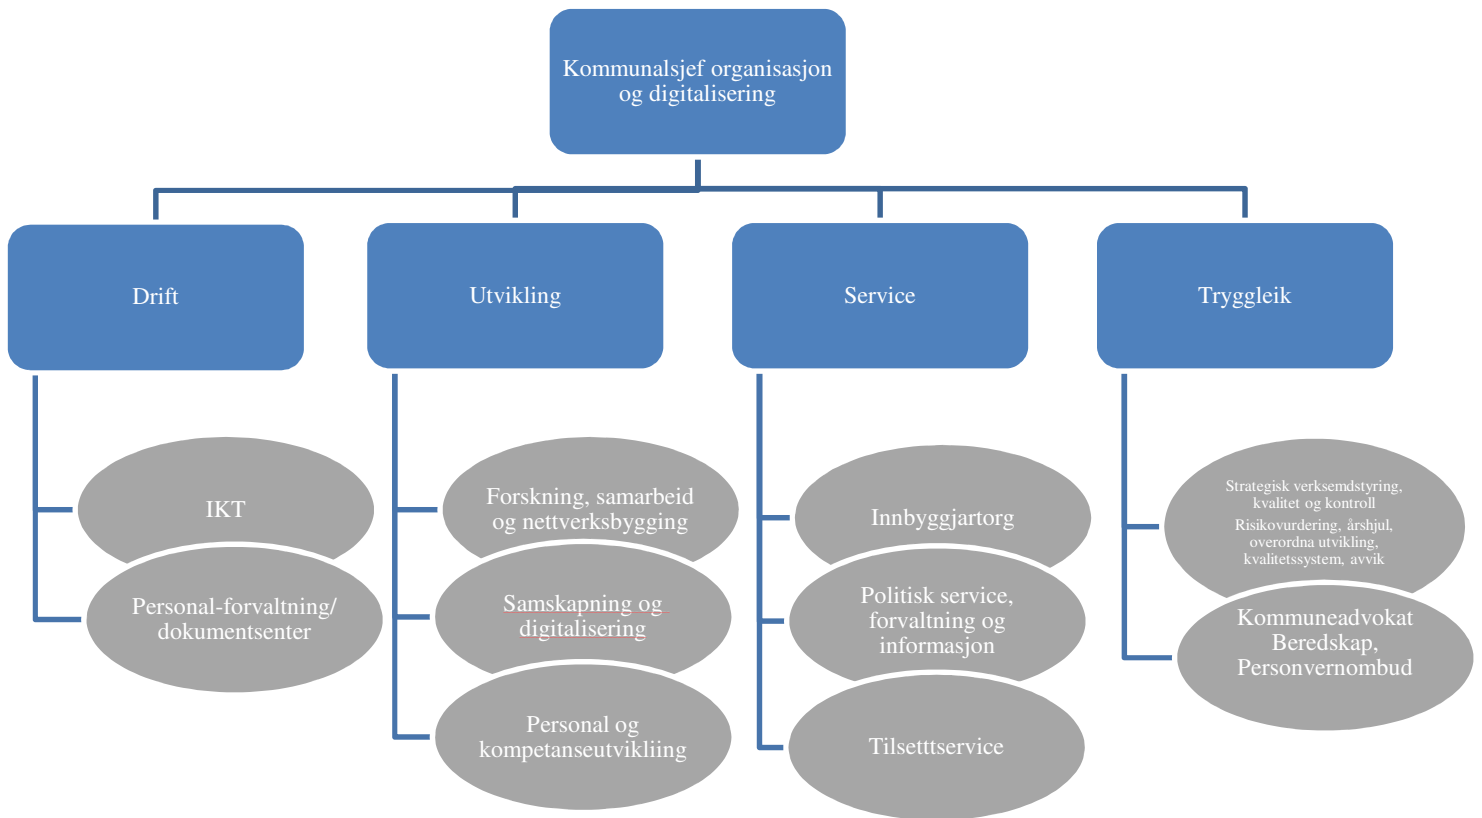 Kommunalsjef organisasjon
og digitalisering
Drift
Utvikling
Service
Tryggleik
IKT
Personal-forvaltning/
dokumentsenter
Forskning, samarbeid
og nettverksbygging
Samskapning og
digitalisering
Personal og
kompetanseutvikliing
Innbyggjartorg
Politisk service,
forvaltning og
informasjon
Tilsetttservice
Strategisk verksemdstyring,
kvalitet og kontroll
Risikovurdering, årshjul,
overordna utvikling,
kvalitetssystem, avvik
Kommuneadvokat
Beredskap,
Personvernombud